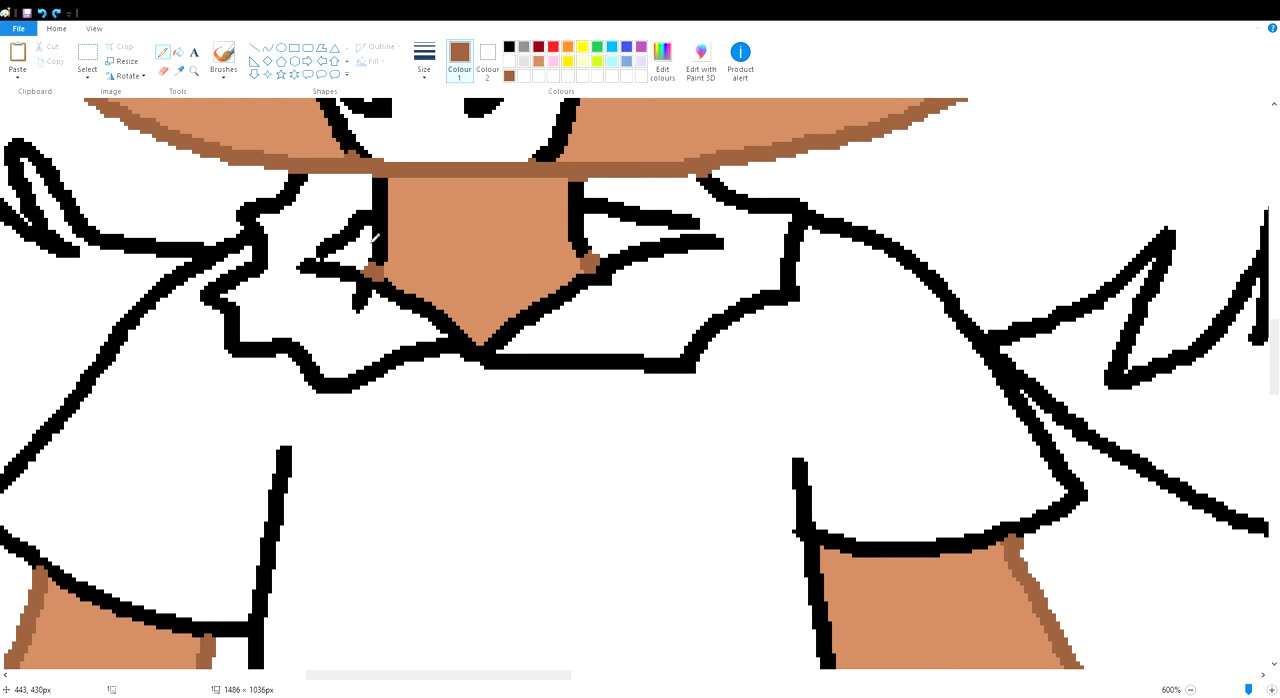 File Home View
Paste
Cut
Copy
Clipboard
Select
Crop
Resize
Rotate
Image
A
Tools
Brushes
Outline
Fill
Shapes
Size
Colour
1
Colour
2
Edit
colours
Edit with
Paint 3D
Product
alert
Colours
443, 430px
1486 × 1036px
600%